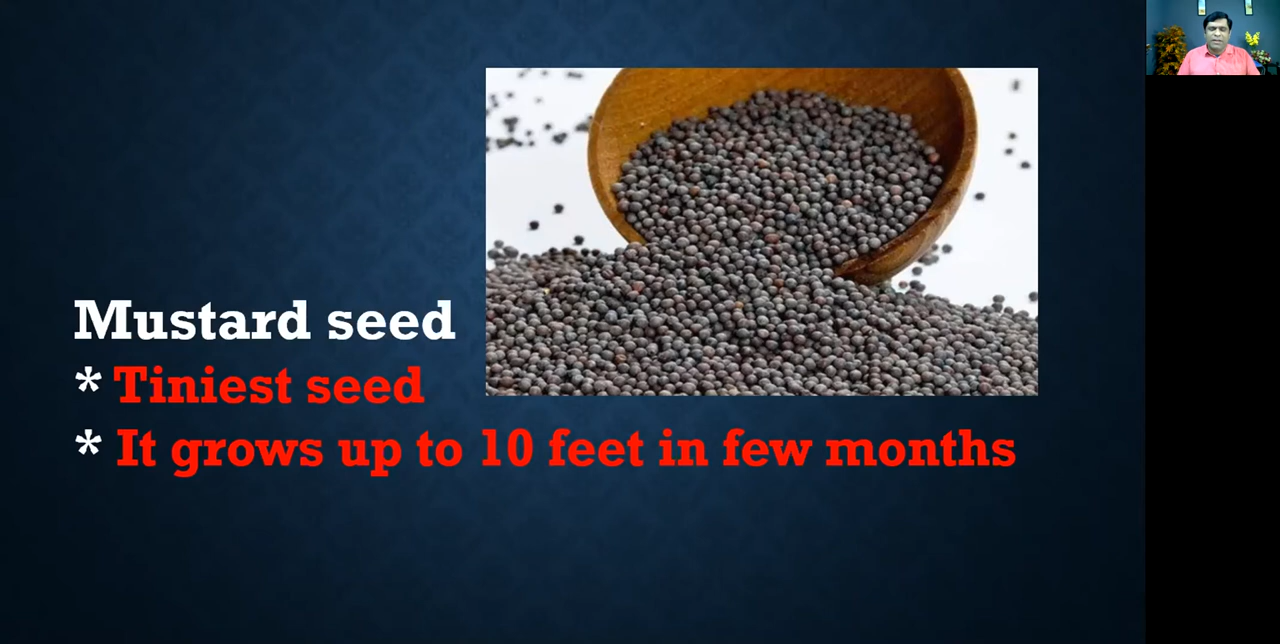 Mustard seed
* Tiniest seed
* It grows up to 10 feet in few months